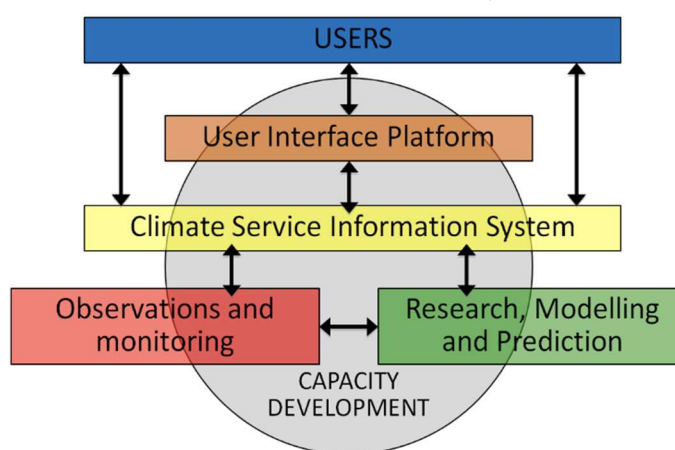 USERS
User Interface Platform
Climate Service Information System
Observations and
monitoring
Research, Modelling
and Prediction
CAPACITY
DEVELOPMENT